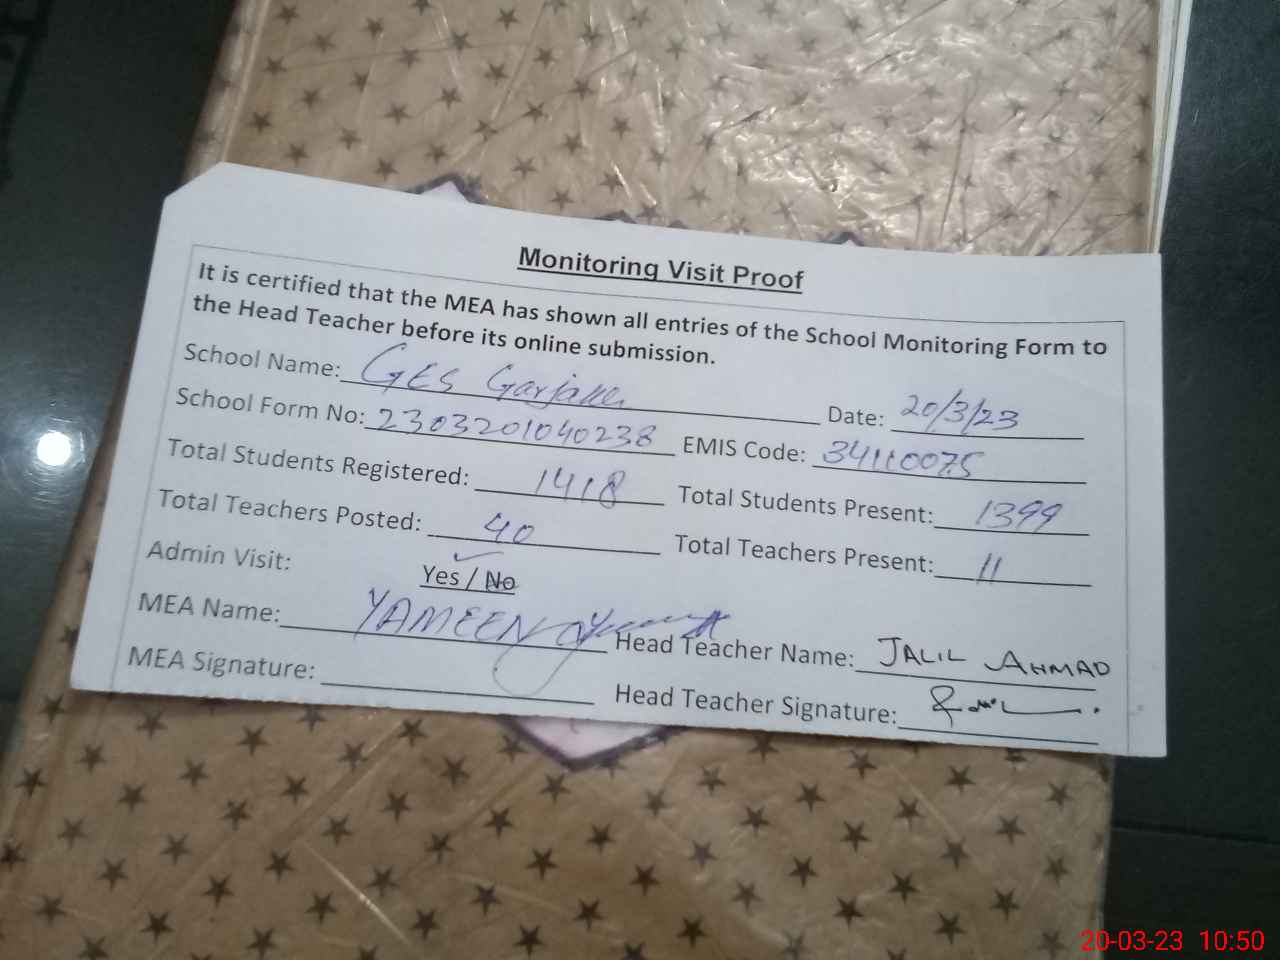 Monitoring Visit Proof
It is certified that the MEA has shown all entries of the School Monitoring Form to
the Head Teacher before its online submission.
School Name: GES Date: 20/3/23
School Form No: 2303201040238 EMIS Code: 34110075
Total Students Registered: 1418 Total Students Present: 1399
Total Teachers Posted: 40 Total Teachers Present: 11
Admin Visit: Yes / No
MEA Name: YAMEEN Head Teacher Name: JALIL AHMAD
MEA Signature: Head Teacher Signature:
20-03-23 10:50